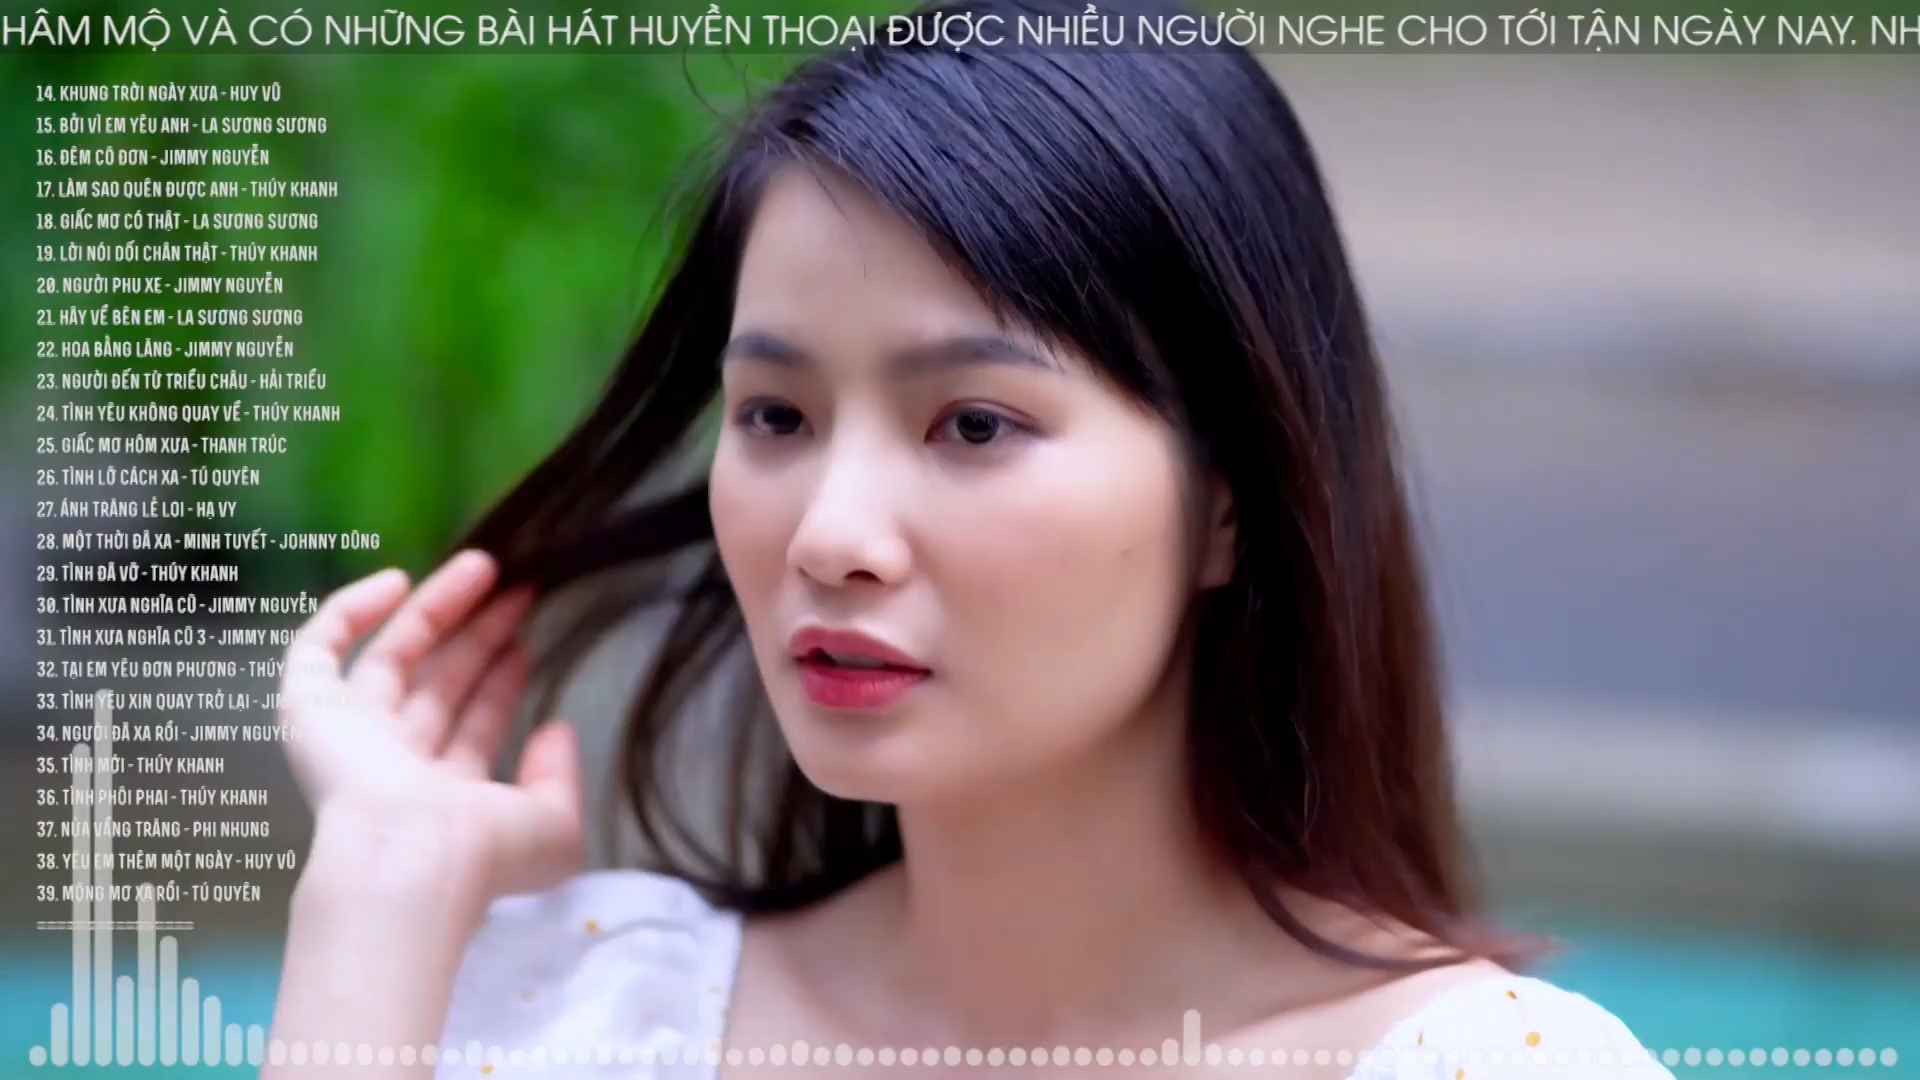 HÂM MỘ VÀ CÓ NHỮNG BÀI HÁT HUYỀN THOẠI ĐƯỢC NHIỀU NGƯỜI NGHE CHO TỚI TẬN NGÀY NAY. NH
14. KHUNG TRỜI NGÀY XƯA - HUY VŨ
15. BỞI VÌ EM YÊU ANH - LA SƯƠNG SƯƠNG
16. ĐÊM CÔ ĐƠN - JIMMY NGUYỄN
17. LÀM SAO QUÊN ĐƯỢC ANH - THÚY KHANH
18. GIẤC MƠ CÓ THẬT - LA SƯƠNG SƯƠNG
19. LỜI NÓI DỐI CHÂN THẬT - THÚY KHANH
20. NGƯỜI PHU XE - JIMMY NGUYỄN
21. HÃY VỀ BÊN EM - LA SƯƠNG SƯƠNG
22. HOA BẰNG LĂNG - JIMMY NGUYỄN
23. NGƯỜI ĐẾN TỪ TRIỀU CHÂU - HẢI TRIỀU
24. TÌNH YÊU KHÔNG QUAY VỀ - THÚY KHANH
25. GIẤC MƠ HÔM XƯA - THANH TRÚC
26. TÌNH LỠ CÁCH XA - TÚ QUYÊN
27. ÁNH TRĂNG LẺ LOI - HẠ VY
28. MỘT THỜI ĐÃ XA - MINH TUYẾT - JOHNNY DŨNG
29. TÌNH ĐÃ VỠ - THÚY KHANH
30. TÌNH XƯA NGHĨA CŨ - JIMMY NGUYỄN
31. TÌNH XƯA NGHĨA CŨ 3 - JIMMY
32. TẠI EM YÊU ĐƠN PHƯƠNG - THÚY
33. TÌNH YÊU XIN QUAY TRỞ LẠI -
34. NGƯỜI ĐÃ XA RỒI - JIMMY NGUYỄN
35. TÌNH MỚI - THÚY KHANH
36. TÌNH PHÔI PHAI - THÚY KHANH
37. NỬA VẦNG TRĂNG - PHI NHUNG
38. YÊU EM THÊM MỘT NGÀY - HUY VŨ
39. MỘNG MƠ XA RỒI - TÚ QUYÊN